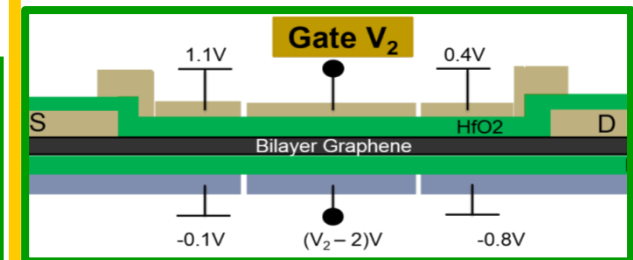 Gate V₂
1.1V
0.4V
S
HfO2
D
Bilayer Graphene
-0.1V
(V₂ – 2)V
-0.8V